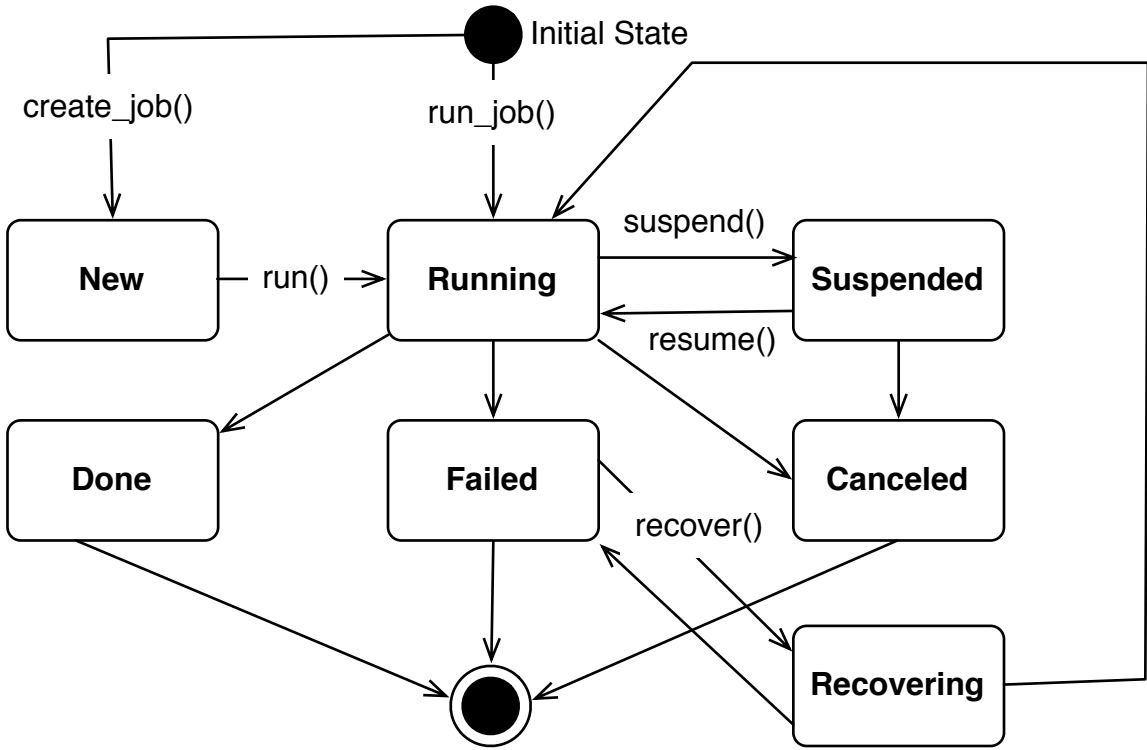 Initial State
create_job()
run_job()
suspend()
New
run()
Running
Suspended
resume()
Done
Failed
Canceled
recover()
Recovering